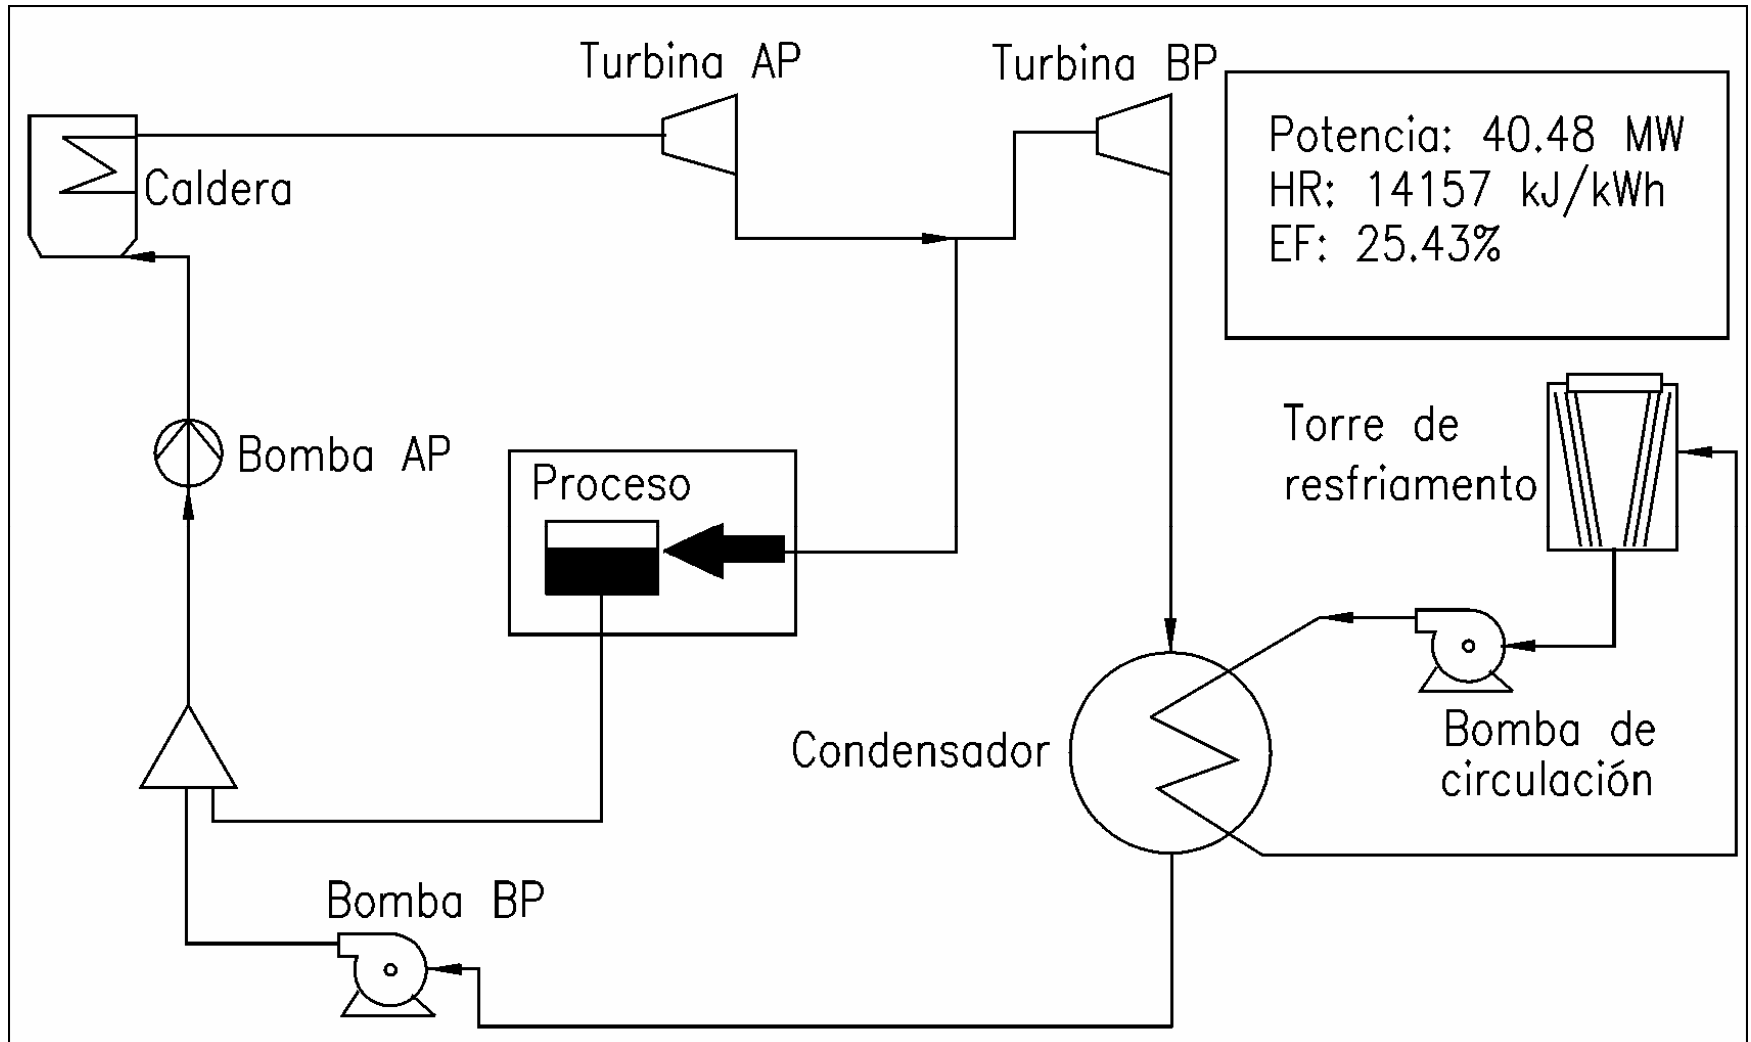 Turbina AP
Turbina BP
Potencia: 40.48 MW
HR: 14157 kJ/kWh
EF: 25.43%
Caldera
Torre de
resfriamento
Bomba AP
Proceso
Bomba de
circulación
Condensador
Bomba BP